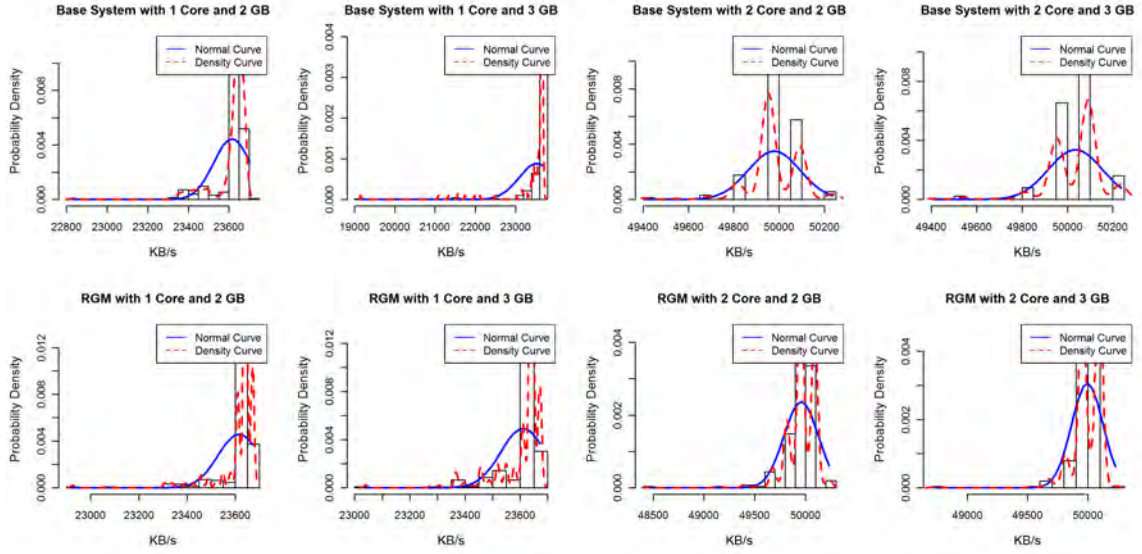 Base System with 1 Core and 2 GB
Normal Curve
Density Curve
Probability Density
0.000 0.004 0.008
22800 23000 23200 23400 23600
KB/s
Base System with 1 Core and 3 GB
Normal Curve
Density Curve
Probability Density
0.000 0.001 0.002 0.003 0.004
19000 20000 21000 22000 23000
KB/s
Base System with 2 Core and 2 GB
Normal Curve
Density Curve
Probability Density
0.000 0.004 0.008
49400 49600 49800 50000 50200
KB/s
Base System with 2 Core and 3 GB
Normal Curve
Density Curve
Probability Density
0.000 0.004 0.008
49400 49600 49800 50000 50200
KB/s
RGM with 1 Core and 2 GB
Normal Curve
Density Curve
Probability Density
0.000 0.004 0.008 0.012
23000 23200 23400 23600
KB/s
RGM with 1 Core and 3 GB
Normal Curve
Density Curve
Probability Density
0.000 0.004 0.008 0.012
23000 23200 23400 23600
KB/s
RGM with 2 Core and 2 GB
Normal Curve
Density Curve
Probability Density
0.000 0.002 0.004
48500 49000 49500 50000
KB/s
RGM with 2 Core and 3 GB
Normal Curve
Density Curve
Probability Density
0.000 0.002 0.004
49000 49500 50000
KB/s